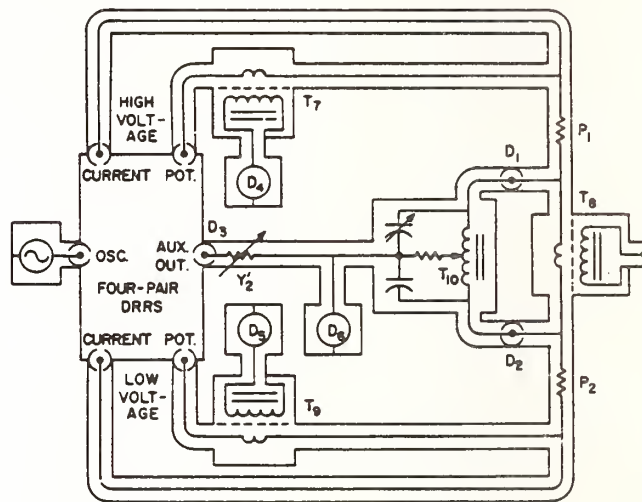 HIGH
VOLT-
AGE
T7
D4
CURRENT POT.
P1
D1
T8
D3
OSC.
AUX.
OUT.
Y2'
T10
FOUR-PAIR
DRRS
D5
D6
CURRENT POT.
D2
LOW
VOLT-
AGE
T9
P2